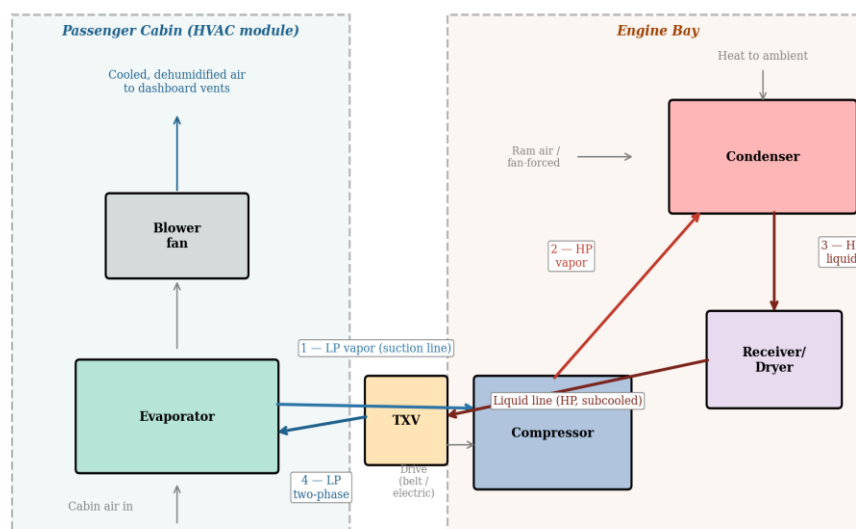 Passenger Cabin (HVAC module)
Engine Bay
Cooled, dehumidified air
to dashboard vents
Heat to ambient
Ram air /
fan-forced
Condenser
Blower
fan
2 — HP
vapor
3 — H
liquid
1 — LP vapor (suction line)
Receiver/
Dryer
Evaporator
TXV
Liquid line (HP, subcooled)
Compressor
Drive
(belt /
electric)
4 — LP
two-phase
Cabin air in